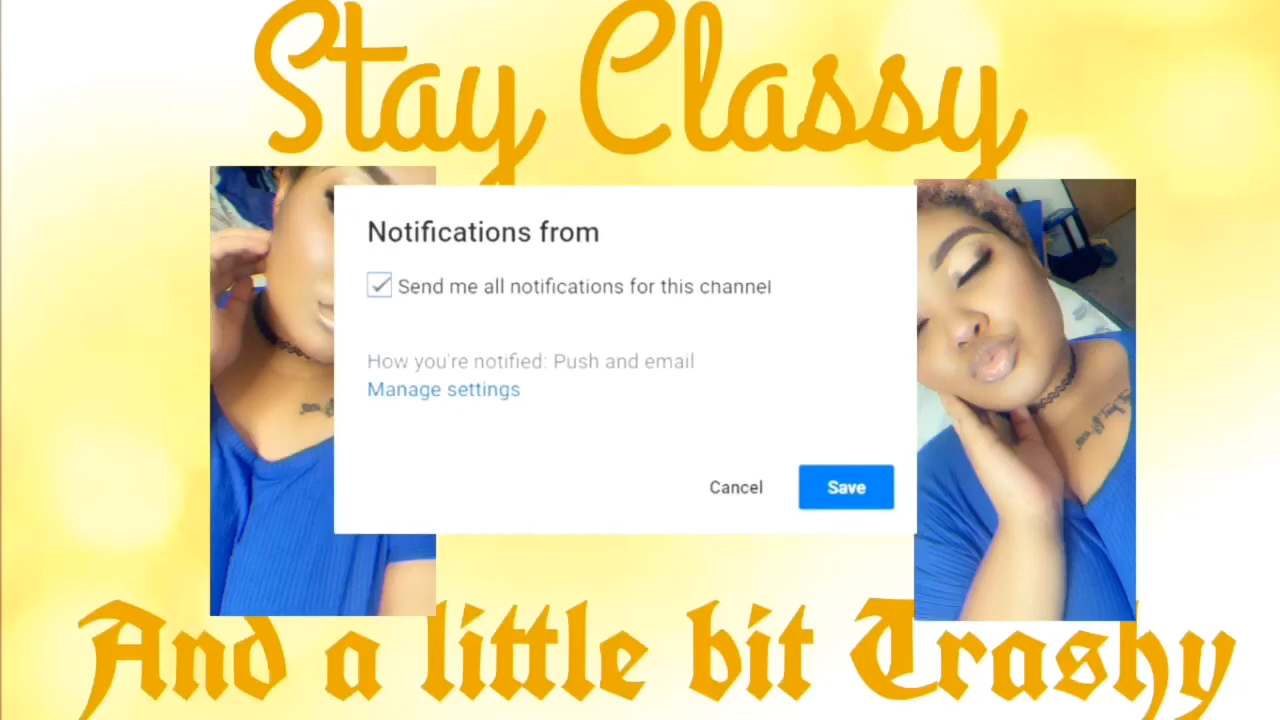 Stay Classy
Notifications from
Send me all notifications for this channel
How you're notified: Push and email
Manage settings
Cancel
Save
And a little bit Trashy